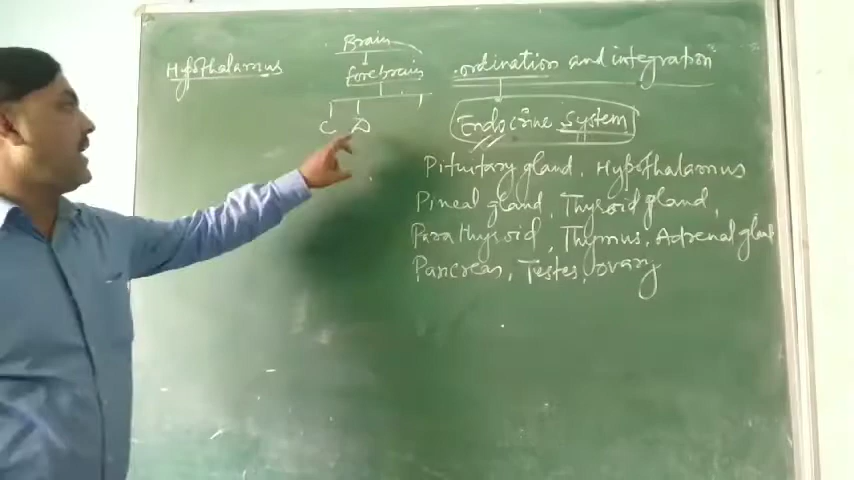 Brain
Hypothalamus
forebrain
C D
.ordination and integration
Endocrine System
Pituitary gland, Hypothalamus
Pineal gland, Thyroid gland,
Parathyroid, Thymus, Adrenal gland
Pancreas, Testes, ovary